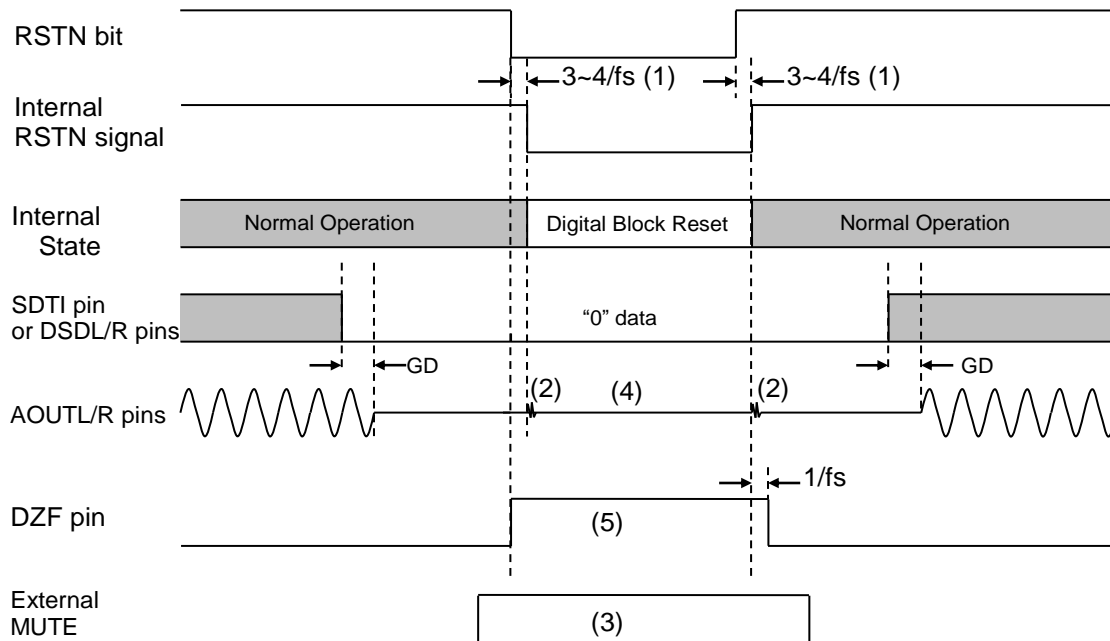 RSTN bit
3~4/fs (1) 3~4/fs (1)
Internal
RSTN signal
Internal
State
Normal Operation Digital Block Reset Normal Operation
SDTI pin
or DSDL/R pins
“0” data
GD GD
(2) (4) (2)
AOUTL/R pins
1/fs
DZF pin
(5)
External
MUTE
(3)